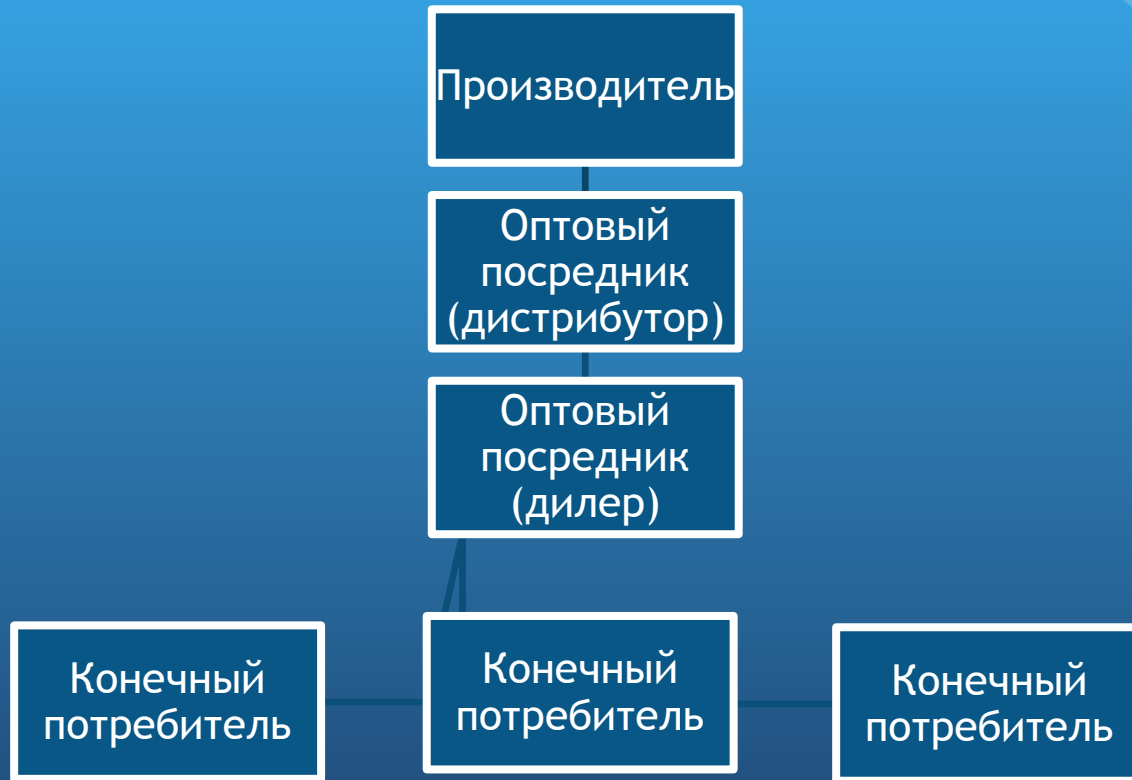 Производитель
Оптовый
посредник
(дистрибутор)
Оптовый
посредник
(дилер)
Конечный
потребитель
Конечный
потребитель
Конечный
потребитель